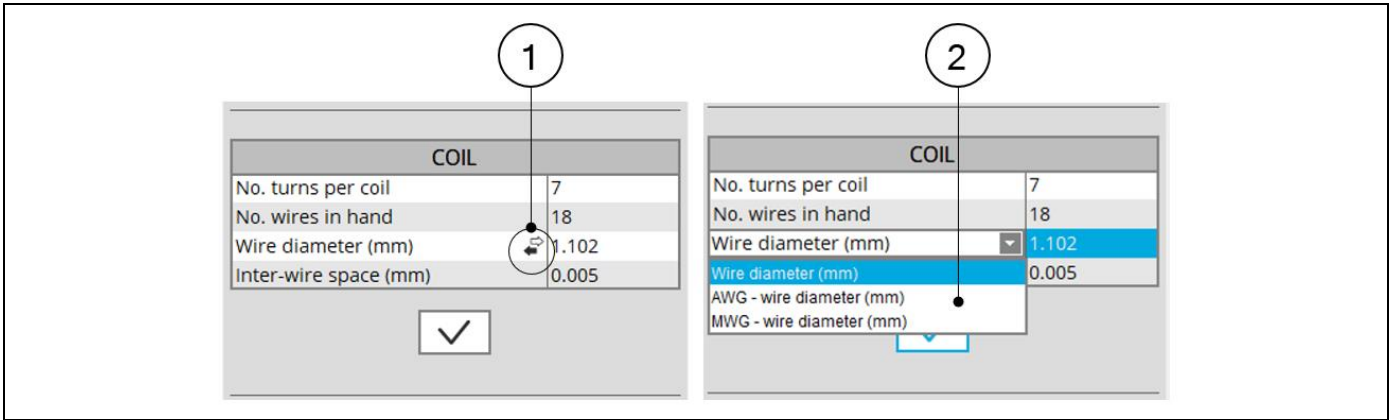 1
COIL
No. turns per coil 7
No. wires in hand 18
Wire diameter (mm) 1.102
Inter-wire space (mm) 0.005
2
COIL
No. turns per coil 7
No. wires in hand 18
Wire diameter (mm) 1.102
Wire diameter (mm) 0.005
AWG - wire diameter (mm)
MWG - wire diameter (mm)